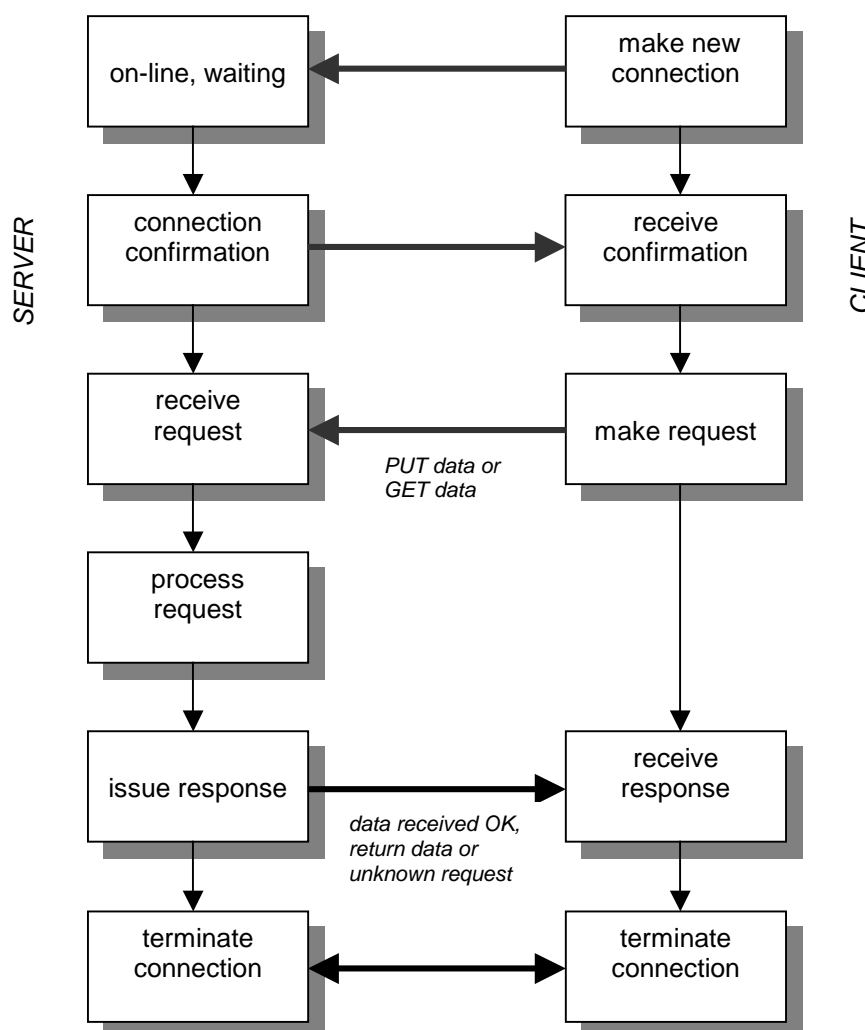 on-line, waiting
make new
connection
SERVER
connection
confirmation
receive
confirmation
CLIENT
receive
request
make request
PUT data or
GET data
process
request
issue response
receive
response
data received OK,
return data or
unknown request
terminate
connection
terminate
connection